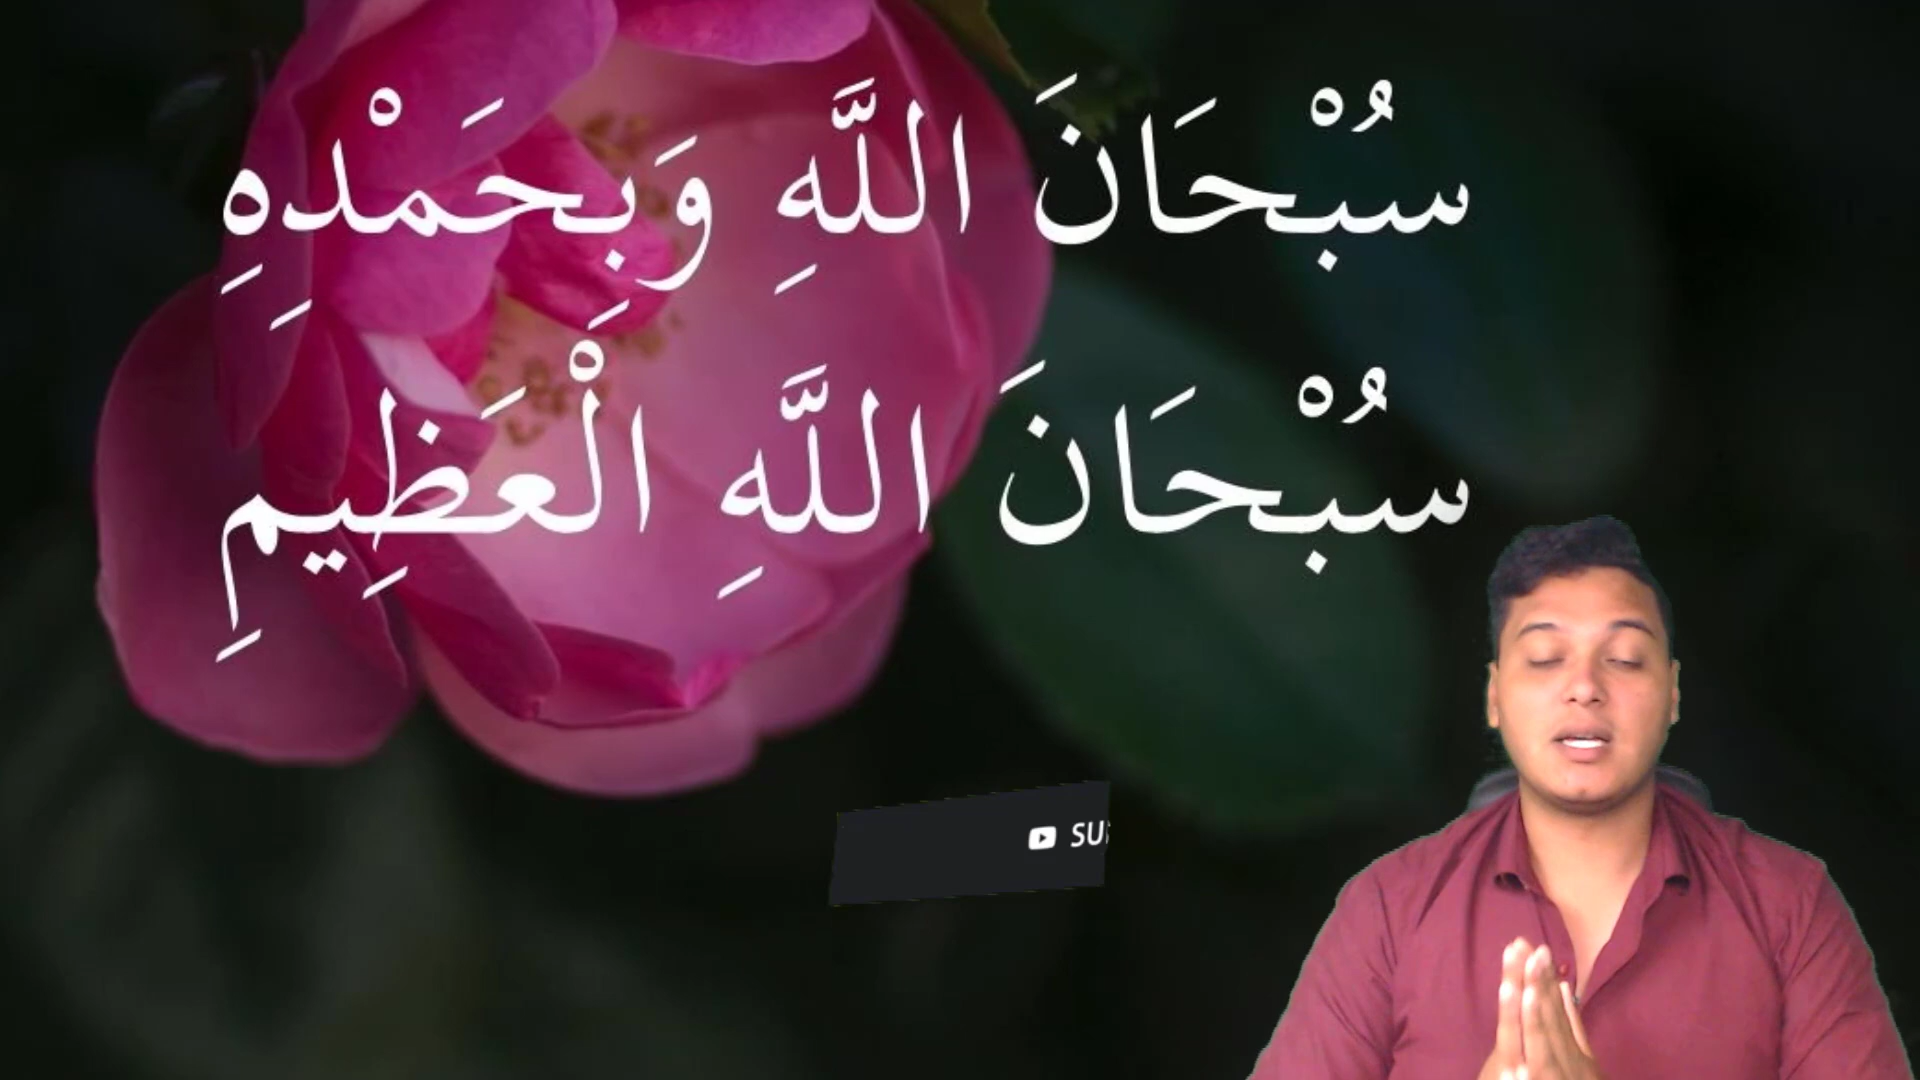 سُبْحَانَ اللَّهِ وَبِحَمْدِهِ
سُبْحَانَ اللَّهِ الْعَظِيمِ